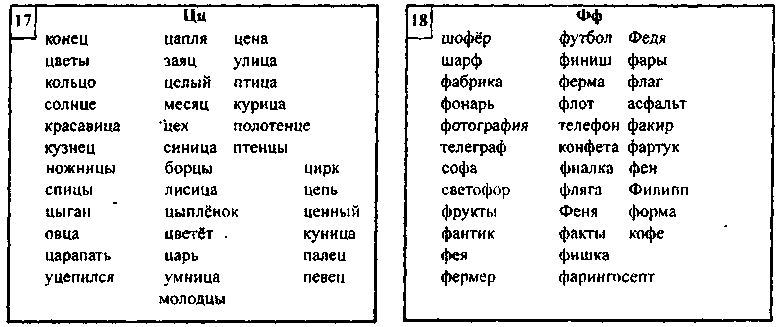 17
Цц
конец цапля цена
цветы заяц улица
кольцо целый птица
солнце месяц курица
красавица цех полотенце
кузнец синица птенцы
ножницы борцы цирк
спицы лисица цепь
цыган цыплёнок ценный
овца цветёт куница
царапать царь палец
уцепился умница певец
молодцы
18
Фф
шофёр футбол Федя
шарф финиш фары
фабрика ферма флаг
фонарь флот асфальт
фотография телефон факир
телеграф конфета фартук
софа фиалка фен
светофор фляга Филипп
фрукты Феня форма
фантик факты кофе
фея фишка
фермер фарингосепт